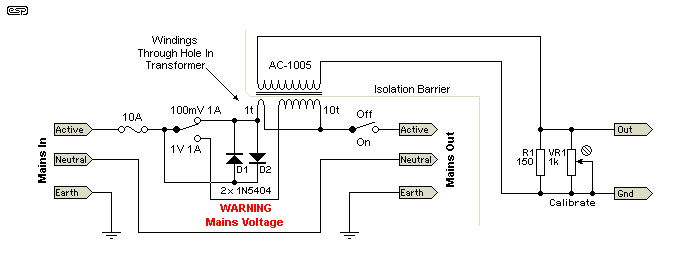 esp
Windings
Through Hole In
Transformer
AC-1005
Isolation Barrier
10A
100mV 1A
1t
10t
Off
On
1V 1A
Active
Neutral
Earth
Mains In
D1
D2
2 x 1N5404
WARNING
Mains Voltage
Active
Neutral
Earth
Mains Out
R1
150
VR1
1k
Calibrate
Out
Gnd